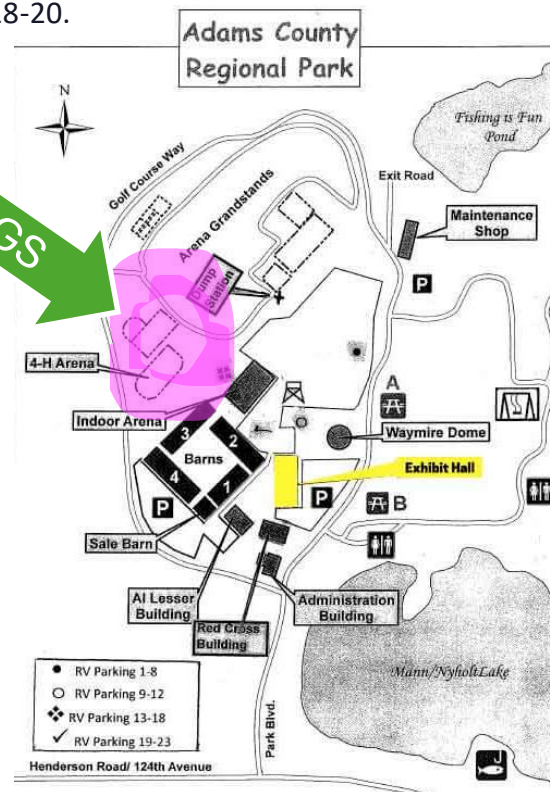 18-20.
Adams County
Regional Park
N
Fishing is Fun
Pond
Golf Course Way
Exit Road
Arena Grandstands
Maintenance
Shop
GS
Dump
Station
P
4-H Arena
A
Indoor Arena
Waymire Dome
3
2
Barns
Exhibit Hall
4
1
P
P
B
Sale Barn
Al Lesser
Building
Administration
Building
Red Cross
Building
Mann/NyholtLake
RV Parking 1-8
RV Parking 9-12
RV Parking 13-18
RV Parking 19-23
Park Blvd.
J
Henderson Road/ 124th Avenue